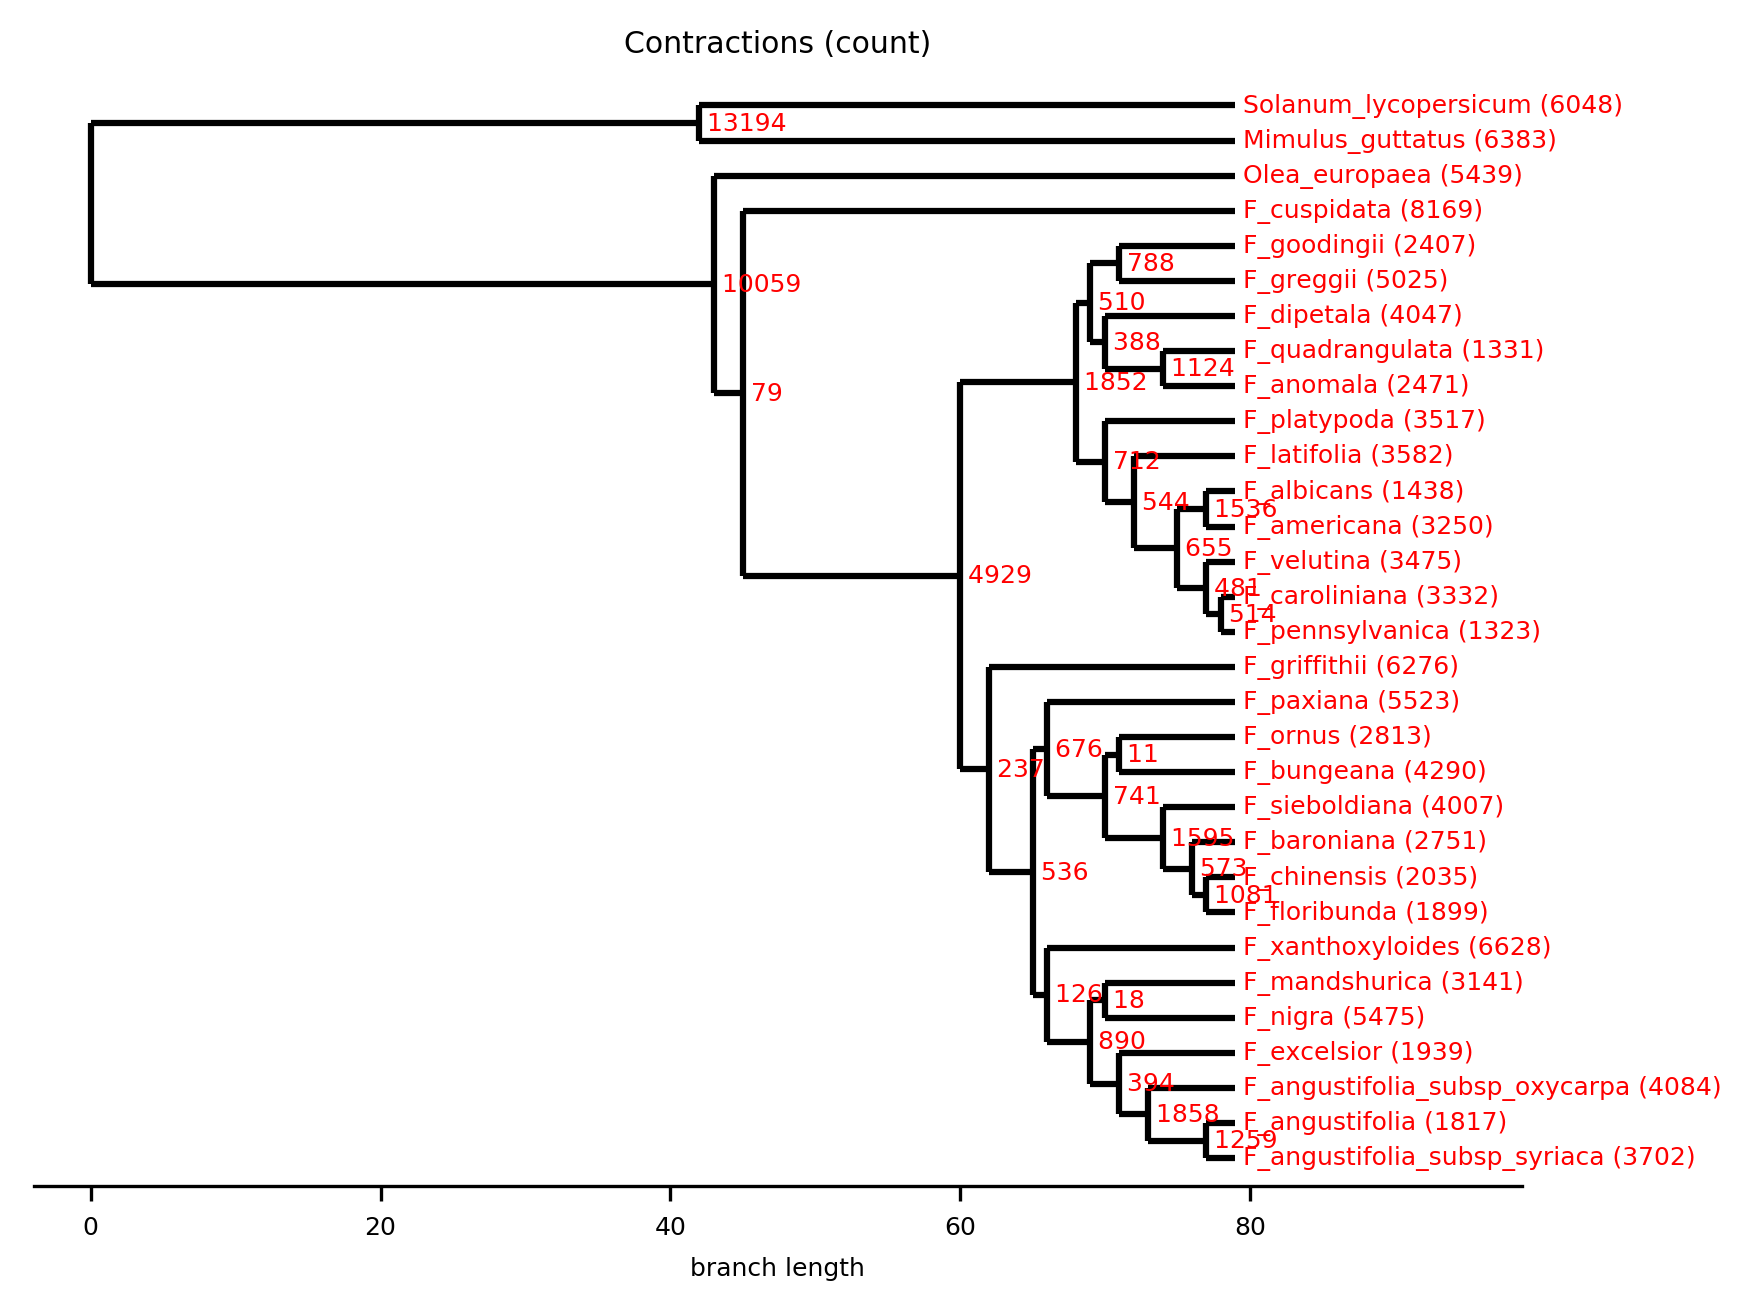 Contractions (count)
Solanum_lycopersicum (6048)
13194
Mimulus_guttatus (6383)
Olea_europaea (5439)
F_cuspidata (8169)
F_goodingii (2407)
788
F_greggii (5025)
10059
510
F_dipetala (4047)
388
F_quadrangulata (1331)
1124
F_anomala (2471)
1852
79
F_platypoda (3517)
712
F_latifolia (3582)
F_albicans (1438)
544
1536
F_americana (3250)
655
F_velutina (3475)
4929
481
F_caroliniana (3332)
514
F_pennsylvanica (1323)
F_griffithii (6276)
F_paxiana (5523)
F_ornus (2813)
676
11
237
F_bungeana (4290)
741
F_sieboldiana (4007)
1595
F_baroniana (2751)
573
536
F_chinensis (2035)
1081
F_floribunda (1899)
F_xanthoxyloides (6628)
F_mandshurica (3141)
126
18
F_nigra (5475)
890
F_excelsior (1939)
394
F_angustifolia_subsp_oxycarpa (4084)
1858
F_angustifolia (1817)
1259
F_angustifolia_subsp_syriaca (3702)
0 20 40 60 80
branch length